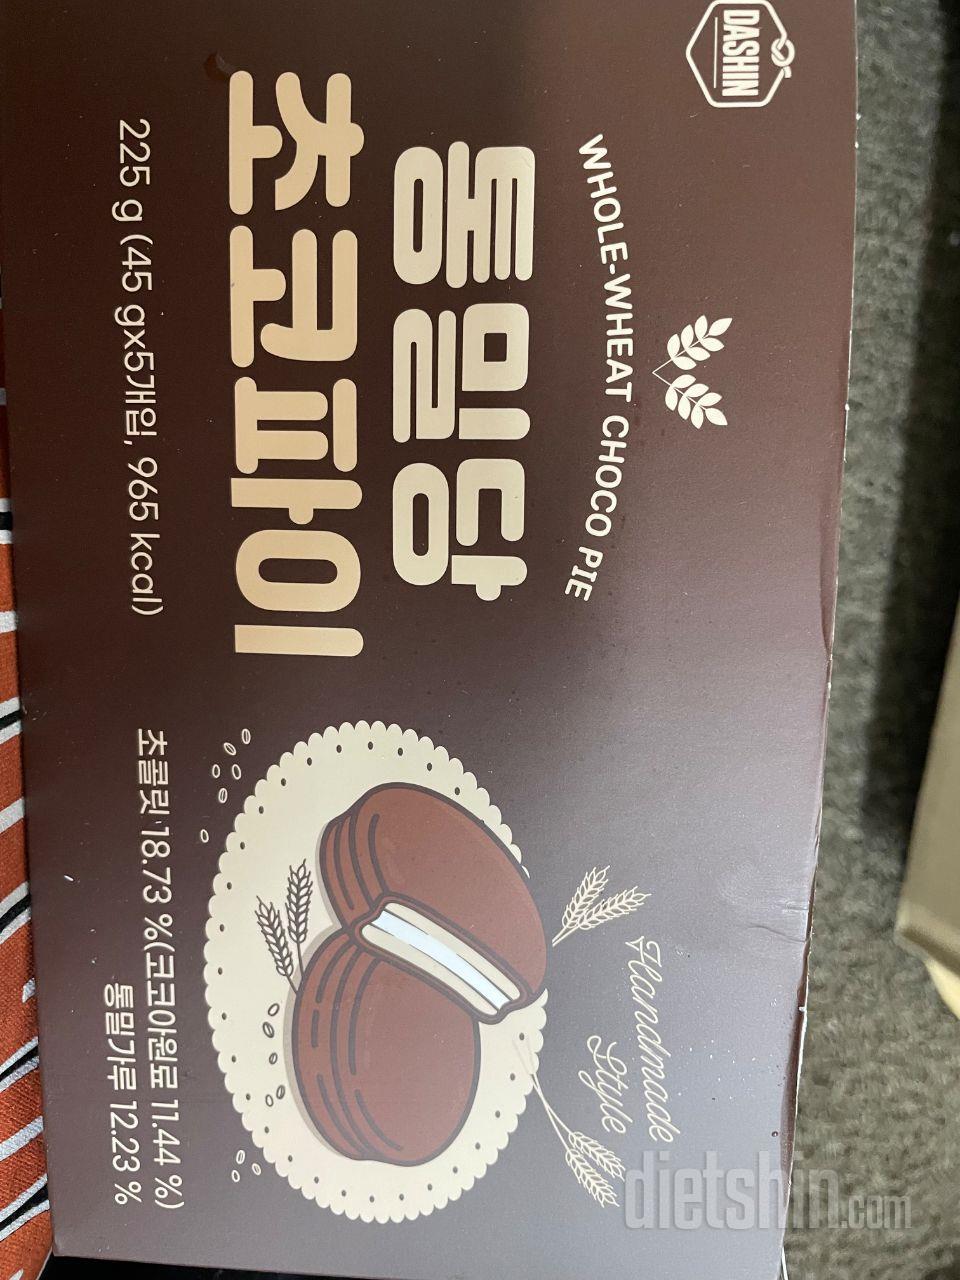 DASHIN
WHOLE-WHEAT CHOCO PIE
통밀당
초코파이
225 g (45 gx5개입, 965 kcal)
Handmade
Style
초콜릿 18.73 %(코코아원료 11.44 %)
통밀가루 12.23 %
dietshin.com